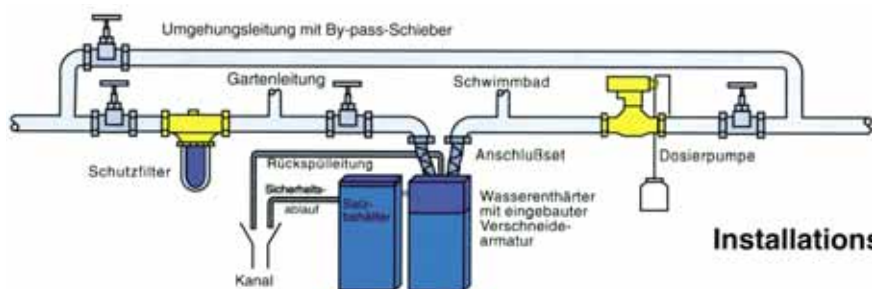 Umgehungsleitung mit By-pass-Schieber
Gartenleitung
Schwimmbad
Schutzfilter
Rückspülleitung
Anschlußset
Dosierpumpe
Sicherheits-
ablauf
Salz-
behälter
Wasserenthärter
mit eingebauter
Verschneide-
armatur
Kanal
Installations